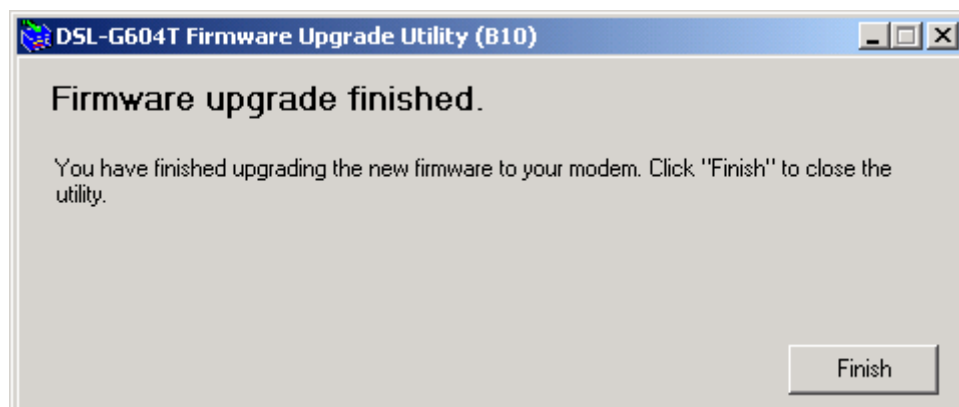 DSL-G604T Firmware Upgrade Utility (B10)
Firmware upgrade finished.
You have finished upgrading the new firmware to your modem. Click "Finish" to close the
utility.
Finish